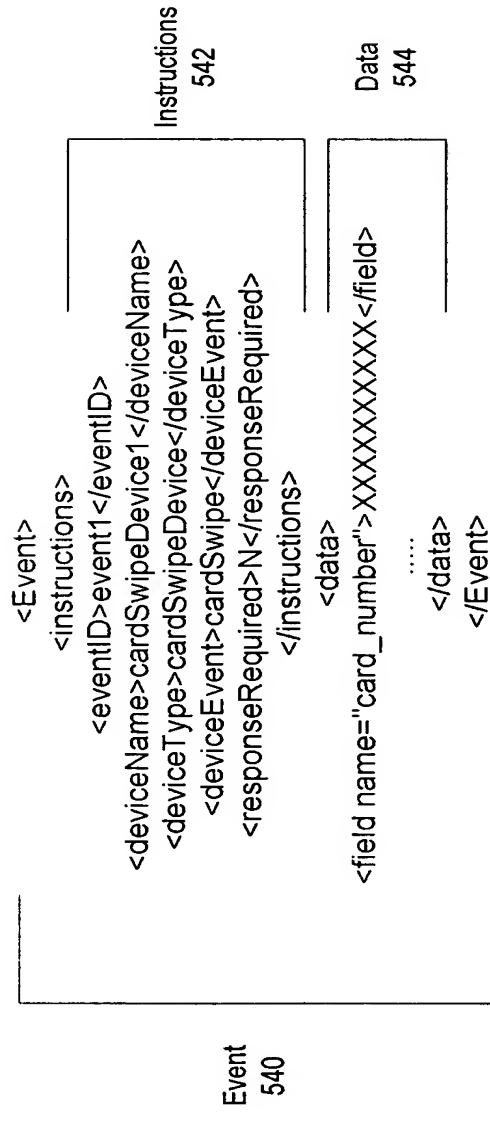 Event
540
<Event>
<instructions>
<eventID>event1</eventID>
<deviceName>cardSwipeDevice1</deviceName>
<deviceType>cardSwipeDevice</deviceType>
<deviceEvent>cardSwipe</deviceEvent>
<responseRequired>N</responseRequired>
</instructions>
<data>
<field name="card_number">XXXXXXXXXXX</field>
.....
</data>
</Event>
Instructions
542
Data
544